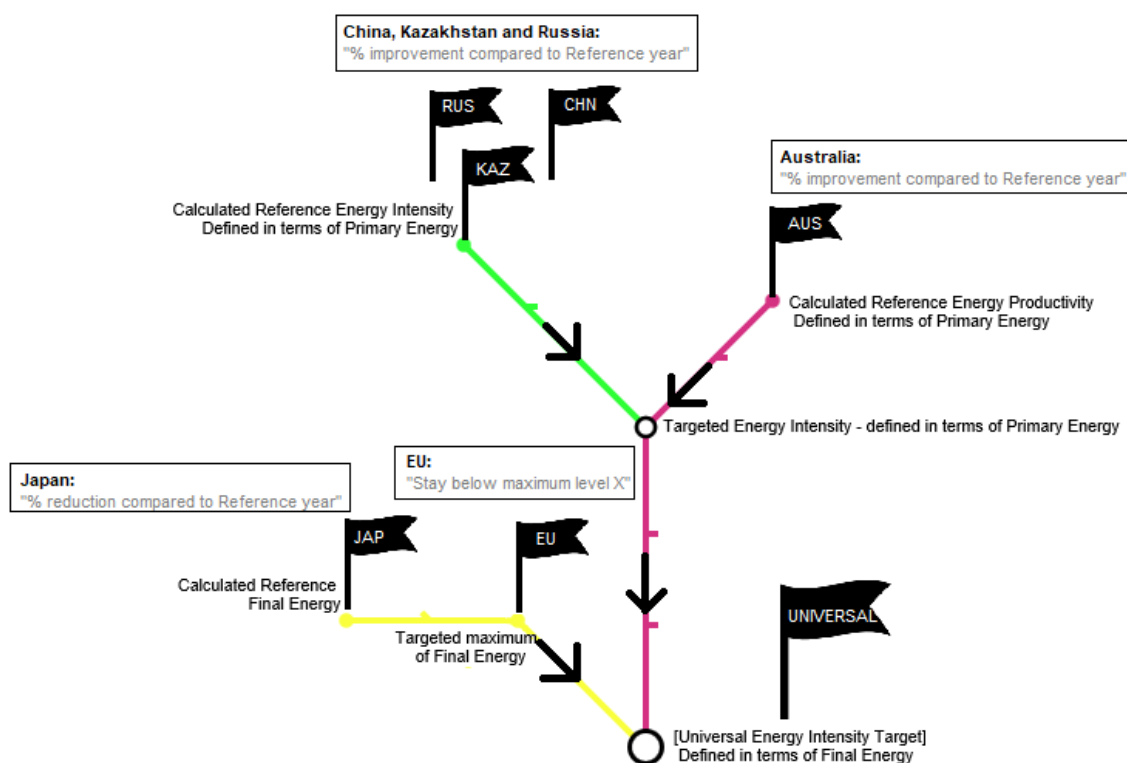 China, Kazakhstan and Russia:
"% improvement compared to Reference year"
RUS
CHN
KAZ
Australia:
"% improvement compared to Reference year"
Calculated Reference Energy Intensity
Defined in terms of Primary Energy
AUS
Calculated Reference Energy Productivity
Defined in terms of Primary Energy
Targeted Energy Intensity - defined in terms of Primary Energy
EU:
"Stay below maximum level X"
Japan:
"% reduction compared to Reference year"
JAP
EU
Calculated Reference
Final Energy
Targeted maximum
of Final Energy
UNIVERSAL
[Universal Energy Intensity Target]
Defined in terms of Final Energy